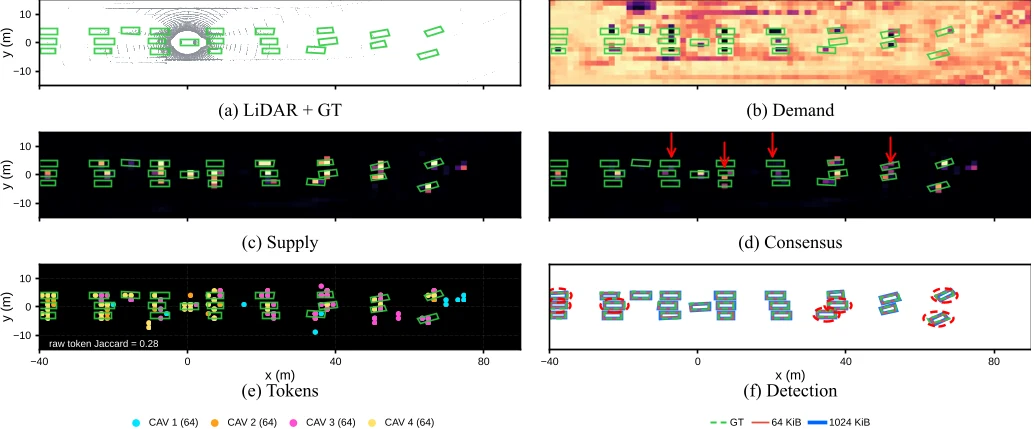 y (m)
10
0
−10
(a) LiDAR + GT
(b) Demand
y (m)
10
0
−10
(c) Supply
(d) Consensus
y (m)
10
0
−10
raw token Jaccard = 0.28
−40 0 40 80
−40 0 40 80
x (m)
x (m)
(e) Tokens
(f) Detection
CAV 1 (64) CAV 2 (64) CAV 3 (64) CAV 4 (64)
GT 64 KiB 1024 KiB